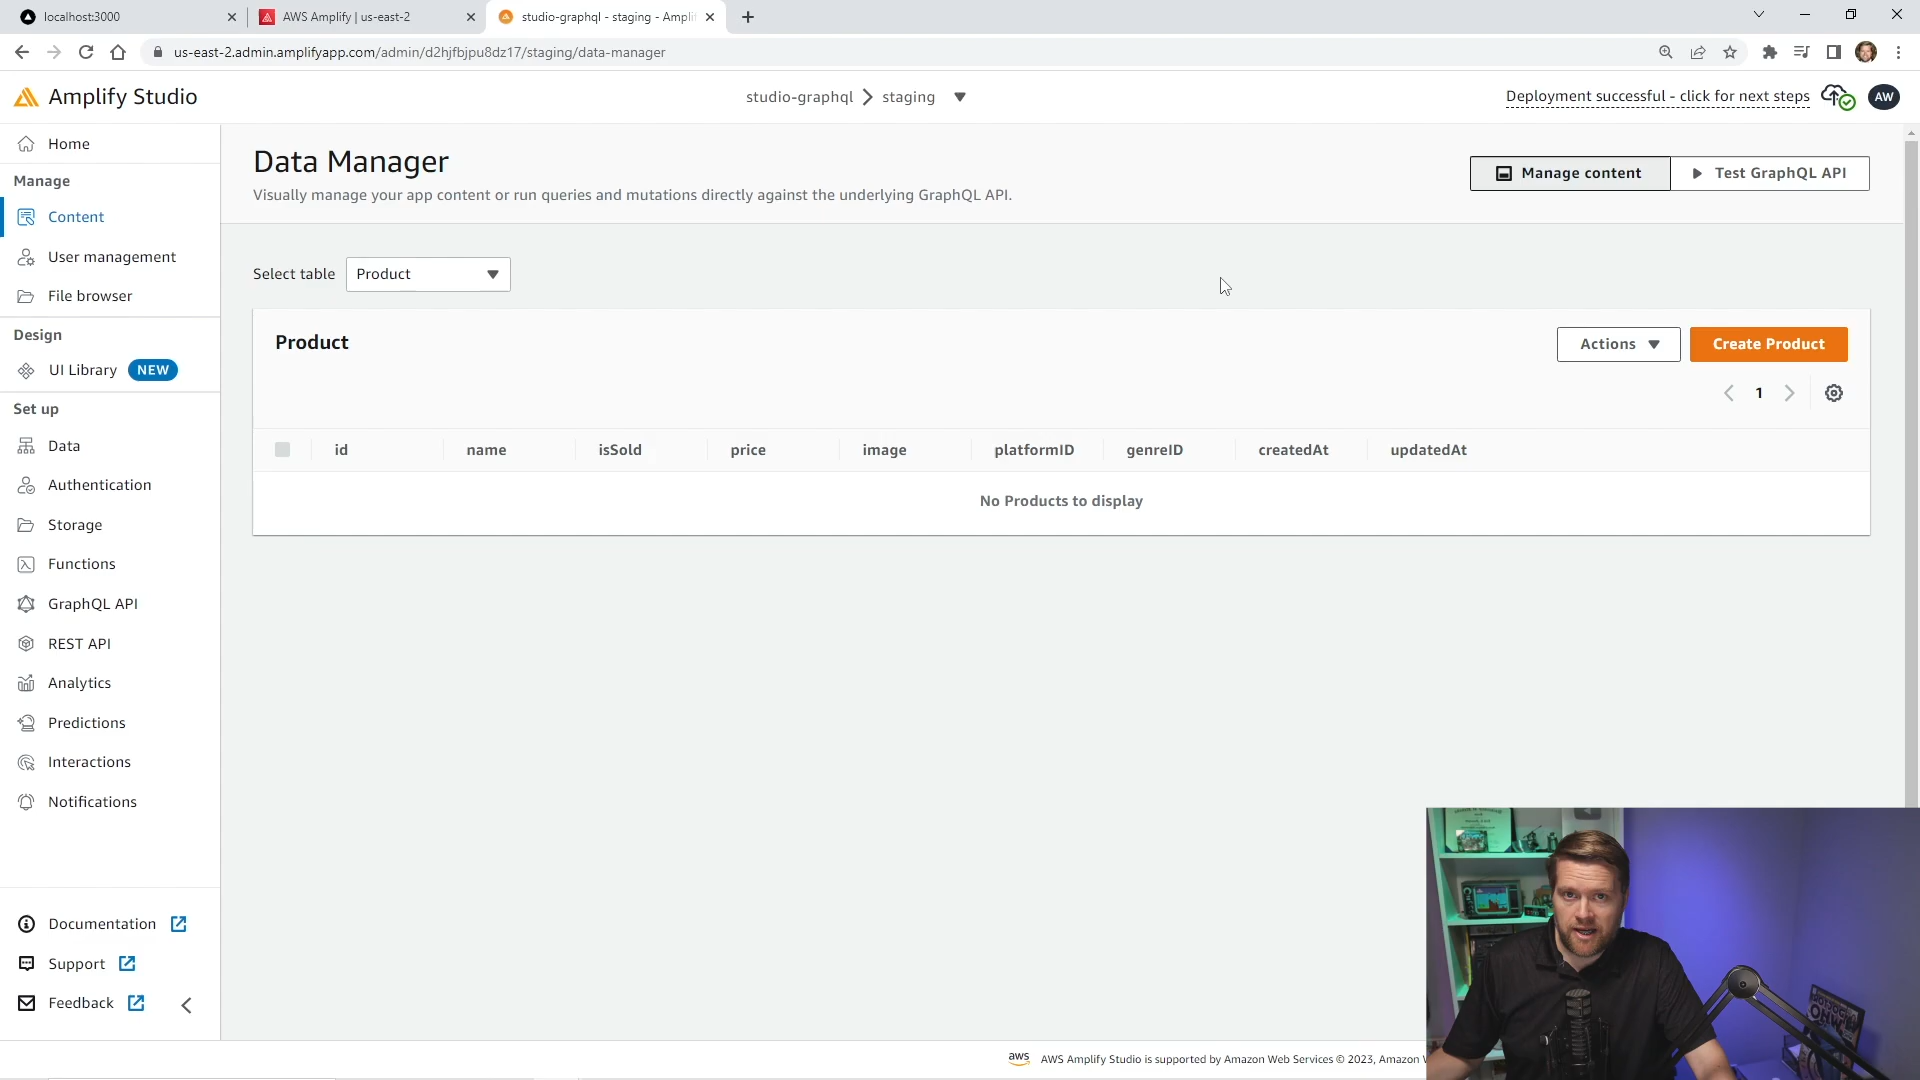 localhost:3000
AWS Amplify | us-east-2
studio-graphql - staging - Amplif
us-east-2.admin.amplifyapp.com/admin/d2hjfbjpu8dz17/staging/data-manager
Amplify Studio
studio-graphql
staging
Deployment successful - click for next steps
AW
Home
Manage
Content
User management
File browser
Design
UI Library NEW
Set up
Data
Authentication
Storage
Functions
GraphQL API
REST API
Analytics
Predictions
Interactions
Notifications
Documentation
Support
Feedback
Data Manager
Visually manage your app content or run queries and mutations directly against the underlying GraphQL API.
Manage content
Test GraphQL API
Select table
Product
Product
Actions
Create Product
1
id name isSold price image platformID genreID createdAt updatedAt
No Products to display
aws AWS Amplify Studio is supported by Amazon Web Services © 2023, Amazon